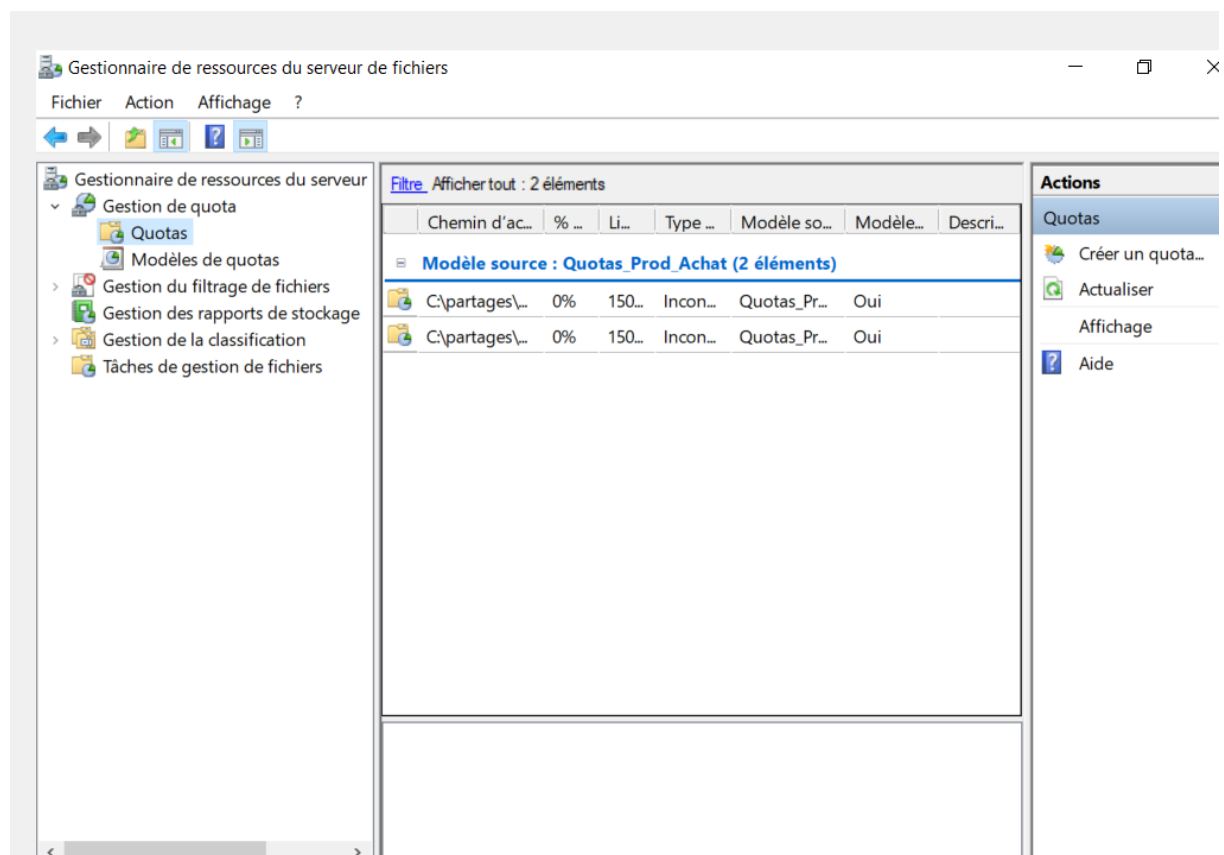 Gestionnaire de ressources du serveur de fichiers
Fichier Action Affichage ?
Gestionnaire de ressources du serveur
Gestion de quota
Quotas
Modèles de quotas
Gestion du filtrage de fichiers
Gestion des rapports de stockage
Gestion de la classification
Tâches de gestion de fichiers
Filtre Afficher tout : 2 éléments
Chemin d'ac... % ... Li... Type ... Modèle so... Modèle... Descri...
Modèle source : Quotas_Prod_Achat (2 éléments)
C:\partages\... 0% 150... Incon... Quotas_Pr... Oui
C:\partages\... 0% 150... Incon... Quotas_Pr... Oui
Actions
Quotas
Créer un quota...
Actualiser
Affichage
Aide